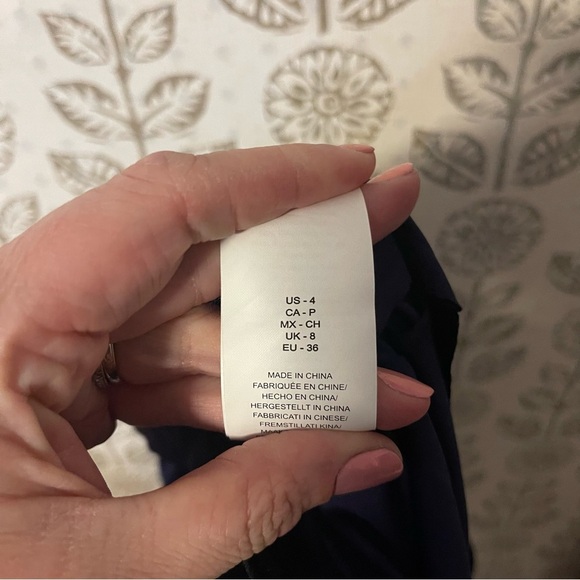 US - 4
CA - P
MX - CH
UK - 8
EU - 36
MADE IN CHINA
FABRIQUÉE EN CHINE/
HECHO EN CHINA/
HERGESTELLT IN CHINA
FABBRICATI IN CINESE/
FREMSTILLATI KINA/